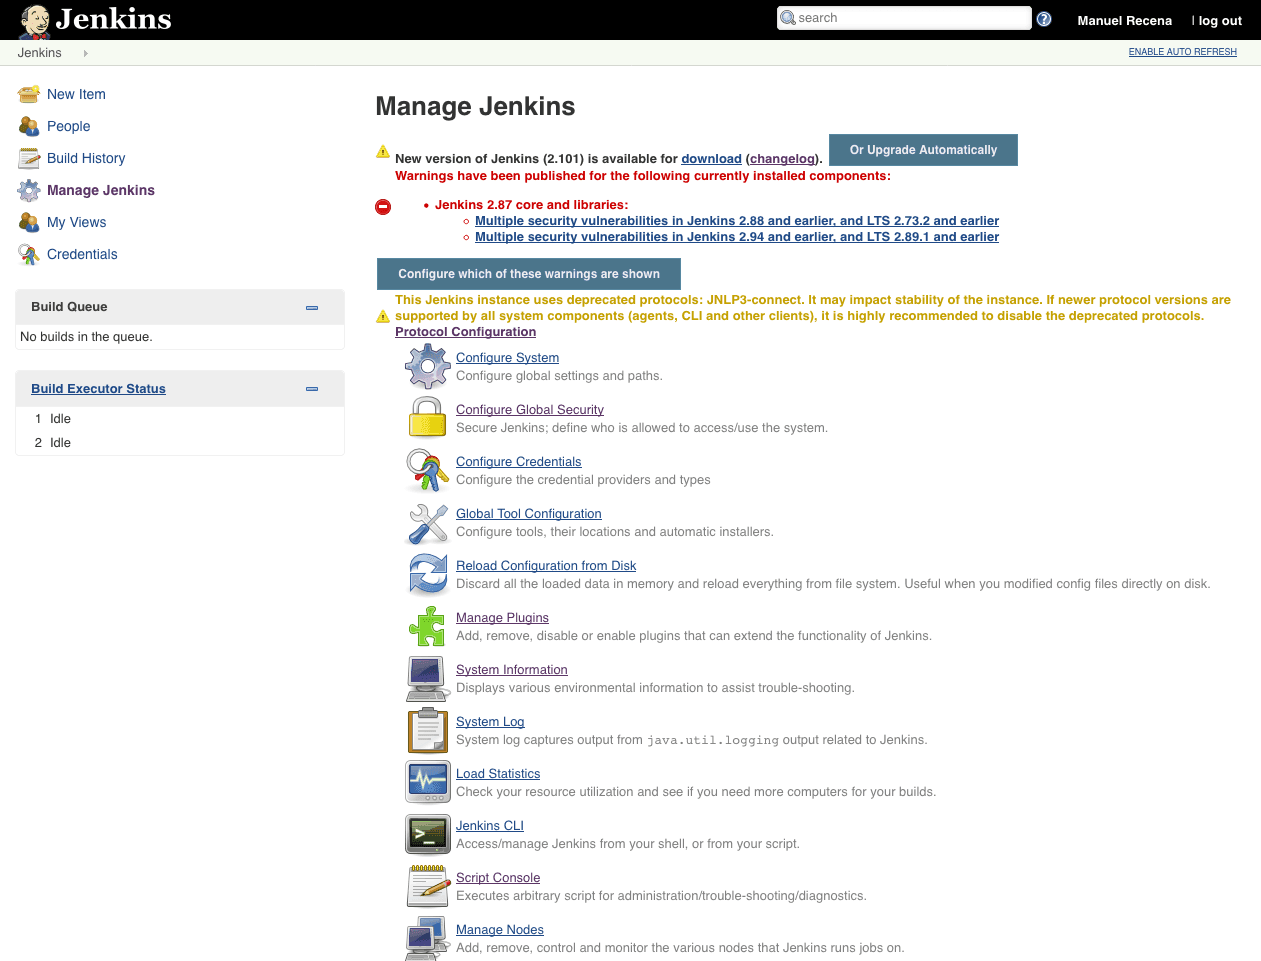 Jenkins
search
Manuel Recena
| log out
Jenkins
ENABLE AUTO REFRESH
New Item
People
Build History
Manage Jenkins
My Views
Credentials
Build Queue
No builds in the queue.
Build Executor Status
1 Idle
2 Idle
Manage Jenkins
New version of Jenkins (2.101) is available for download (changelog).
Or Upgrade Automatically
Warnings have been published for the following currently installed components:
Jenkins 2.87 core and libraries:
Multiple security vulnerabilities in Jenkins 2.88 and earlier, and LTS 2.73.2 and earlier
Multiple security vulnerabilities in Jenkins 2.94 and earlier, and LTS 2.89.1 and earlier
Configure which of these warnings are shown
This Jenkins instance uses deprecated protocols: JNLP3-connect. It may impact stability of the instance. If newer protocol versions are
supported by all system components (agents, CLI and other clients), it is highly recommended to disable the deprecated protocols.
Protocol Configuration
Configure System
Configure global settings and paths.
Configure Global Security
Secure Jenkins; define who is allowed to access/use the system.
Configure Credentials
Configure the credential providers and types
Global Tool Configuration
Configure tools, their locations and automatic installers.
Reload Configuration from Disk
Discard all the loaded data in memory and reload everything from file system. Useful when you modified config files directly on disk.
Manage Plugins
Add, remove, disable or enable plugins that can extend the functionality of Jenkins.
System Information
Displays various environmental information to assist trouble-shooting.
System Log
System log captures output from java.util.logging output related to Jenkins.
Load Statistics
Check your resource utilization and see if you need more computers for your builds.
Jenkins CLI
Access/manage Jenkins from your shell, or from your script.
Script Console
Executes arbitrary script for administration/trouble-shooting/diagnostics.
Manage Nodes
Add, remove, control and monitor the various nodes that Jenkins runs jobs on.